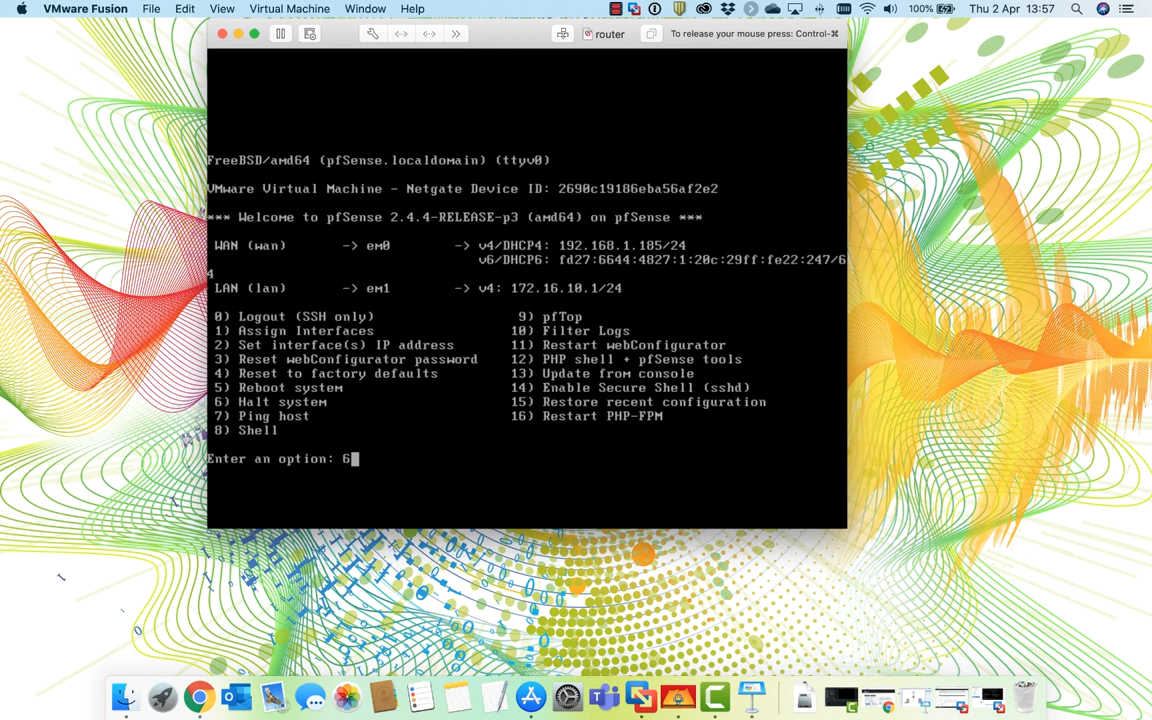 VMware Fusion File Edit View Virtual Machine Window Help 100% Thu 2 Apr 13:57
router To release your mouse press: Control-⌘
FreeBSD/amd64 (pfSense.localdomain) (ttyv0)
VMware Virtual Machine - Netgate Device ID: 2690c19186eba56af2e2
*** Welcome to pfSense 2.4.4-RELEASE-p3 (amd64) on pfSense ***
WAN (wan) -> em0 -> v4/DHCP4: 192.168.1.185/24
v6/DHCP6: fd27:6644:4827:1:20c:29ff:fe22:247/6
4
LAN (lan) -> em1 -> v4: 172.16.10.1/24
0) Logout (SSH only) 9) pfTop
1) Assign Interfaces 10) Filter Logs
2) Set interface(s) IP address 11) Restart webConfigurator
3) Reset webConfigurator password 12) PHP shell + pfSense tools
4) Reset to factory defaults 13) Update from console
5) Reboot system 14) Enable Secure Shell (sshd)
6) Halt system 15) Restore recent configuration
7) Ping host 16) Restart PHP-FPM
8) Shell
Enter an option: 6